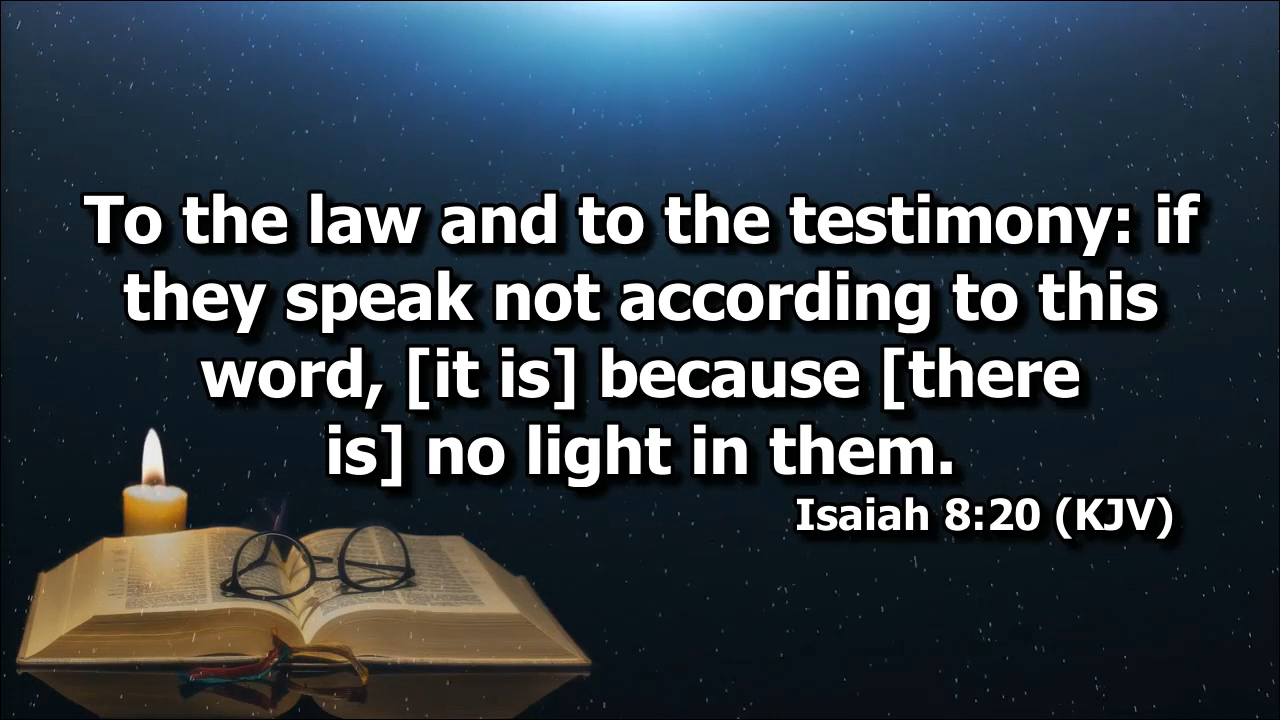 To the law and to the testimony: if
they speak not according to this
word, [it is] because [there
is] no light in them.
Isaiah 8:20 (KJV)